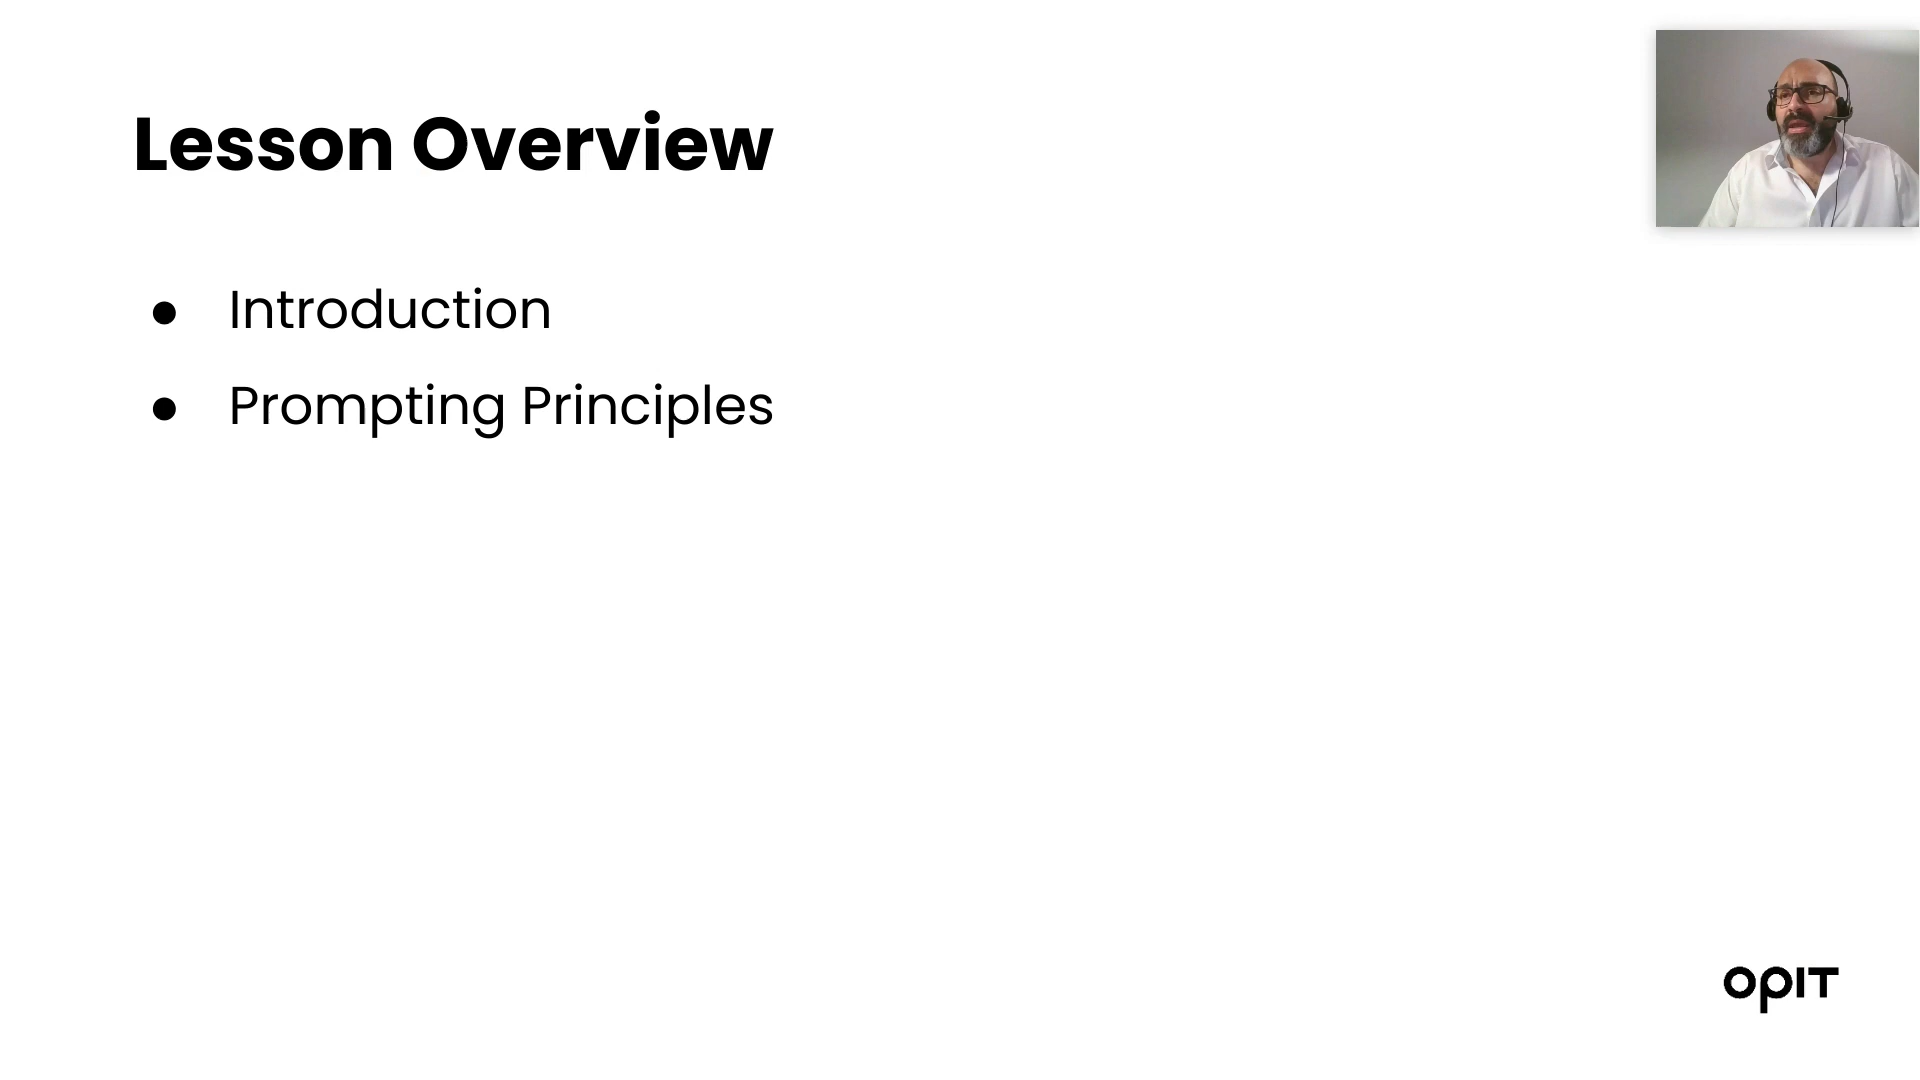 Lesson Overview
● Introduction
● Prompting Principles
OPIT